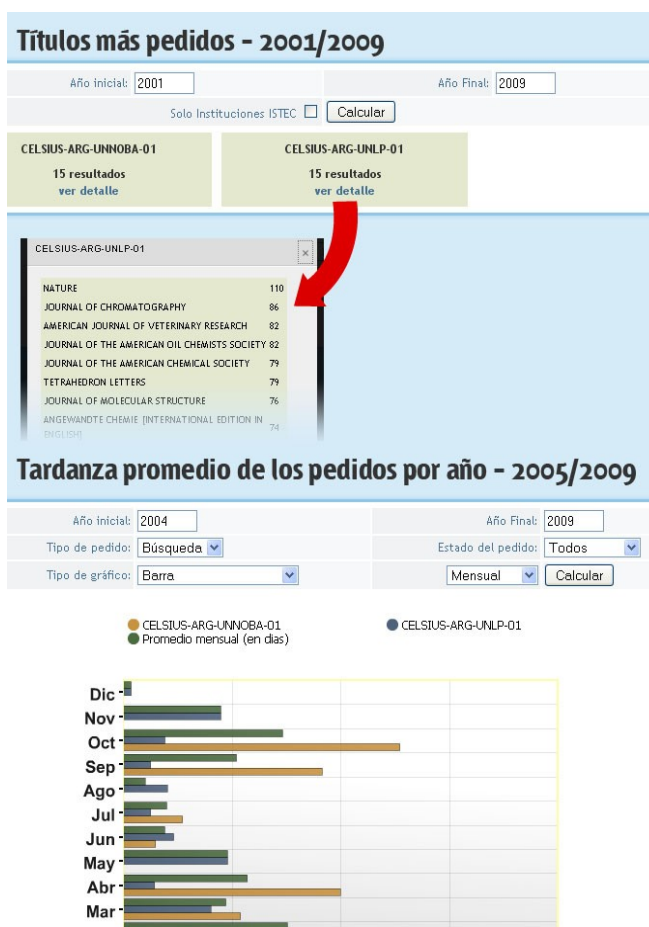 Títulos más pedidos - 2001/2009
Año inicial: 2001 Año Final: 2009
Solo Instituciones ISTEC Calcular
CELSIUS-ARG-UNNOBA-01 CELSIUS-ARG-UNLP-01
15 resultados 15 resultados
ver detalle ver detalle
CELSIUS-ARG-UNLP-01 ×
NATURE 110
JOURNAL OF CHROMATOGRAPHY 86
AMERICAN JOURNAL OF VETERINARY RESEARCH 82
JOURNAL OF THE AMERICAN OIL CHEMISTS SOCIETY 82
JOURNAL OF THE AMERICAN CHEMICAL SOCIETY 79
TETRAHEDRON LETTERS 79
JOURNAL OF MOLECULAR STRUCTURE 76
ANGEWANDTE CHEMIE [INTERNATIONAL EDITION IN
ENGLISH] 74
Tardanza promedio de los pedidos por año - 2005/2009
Año inicial: 2004 Año Final: 2009
Tipo de pedido: Búsqueda Estado del pedido: Todos
Tipo de gráfico: Barra Mensual Calcular
CELSIUS-ARG-UNNOBA-01 CELSIUS-ARG-UNLP-01
Promedio mensual (en dias)
Dic
Nov
Oct
Sep
Ago
Jul
Jun
May
Abr
Mar